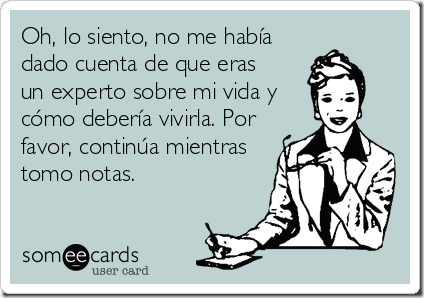 Oh, lo siento, no me había
dado cuenta de que eras
un experto sobre mi vida y
cómo debería vivirla. Por
favor, continúa mientras
tomo notas.
someecards
user card